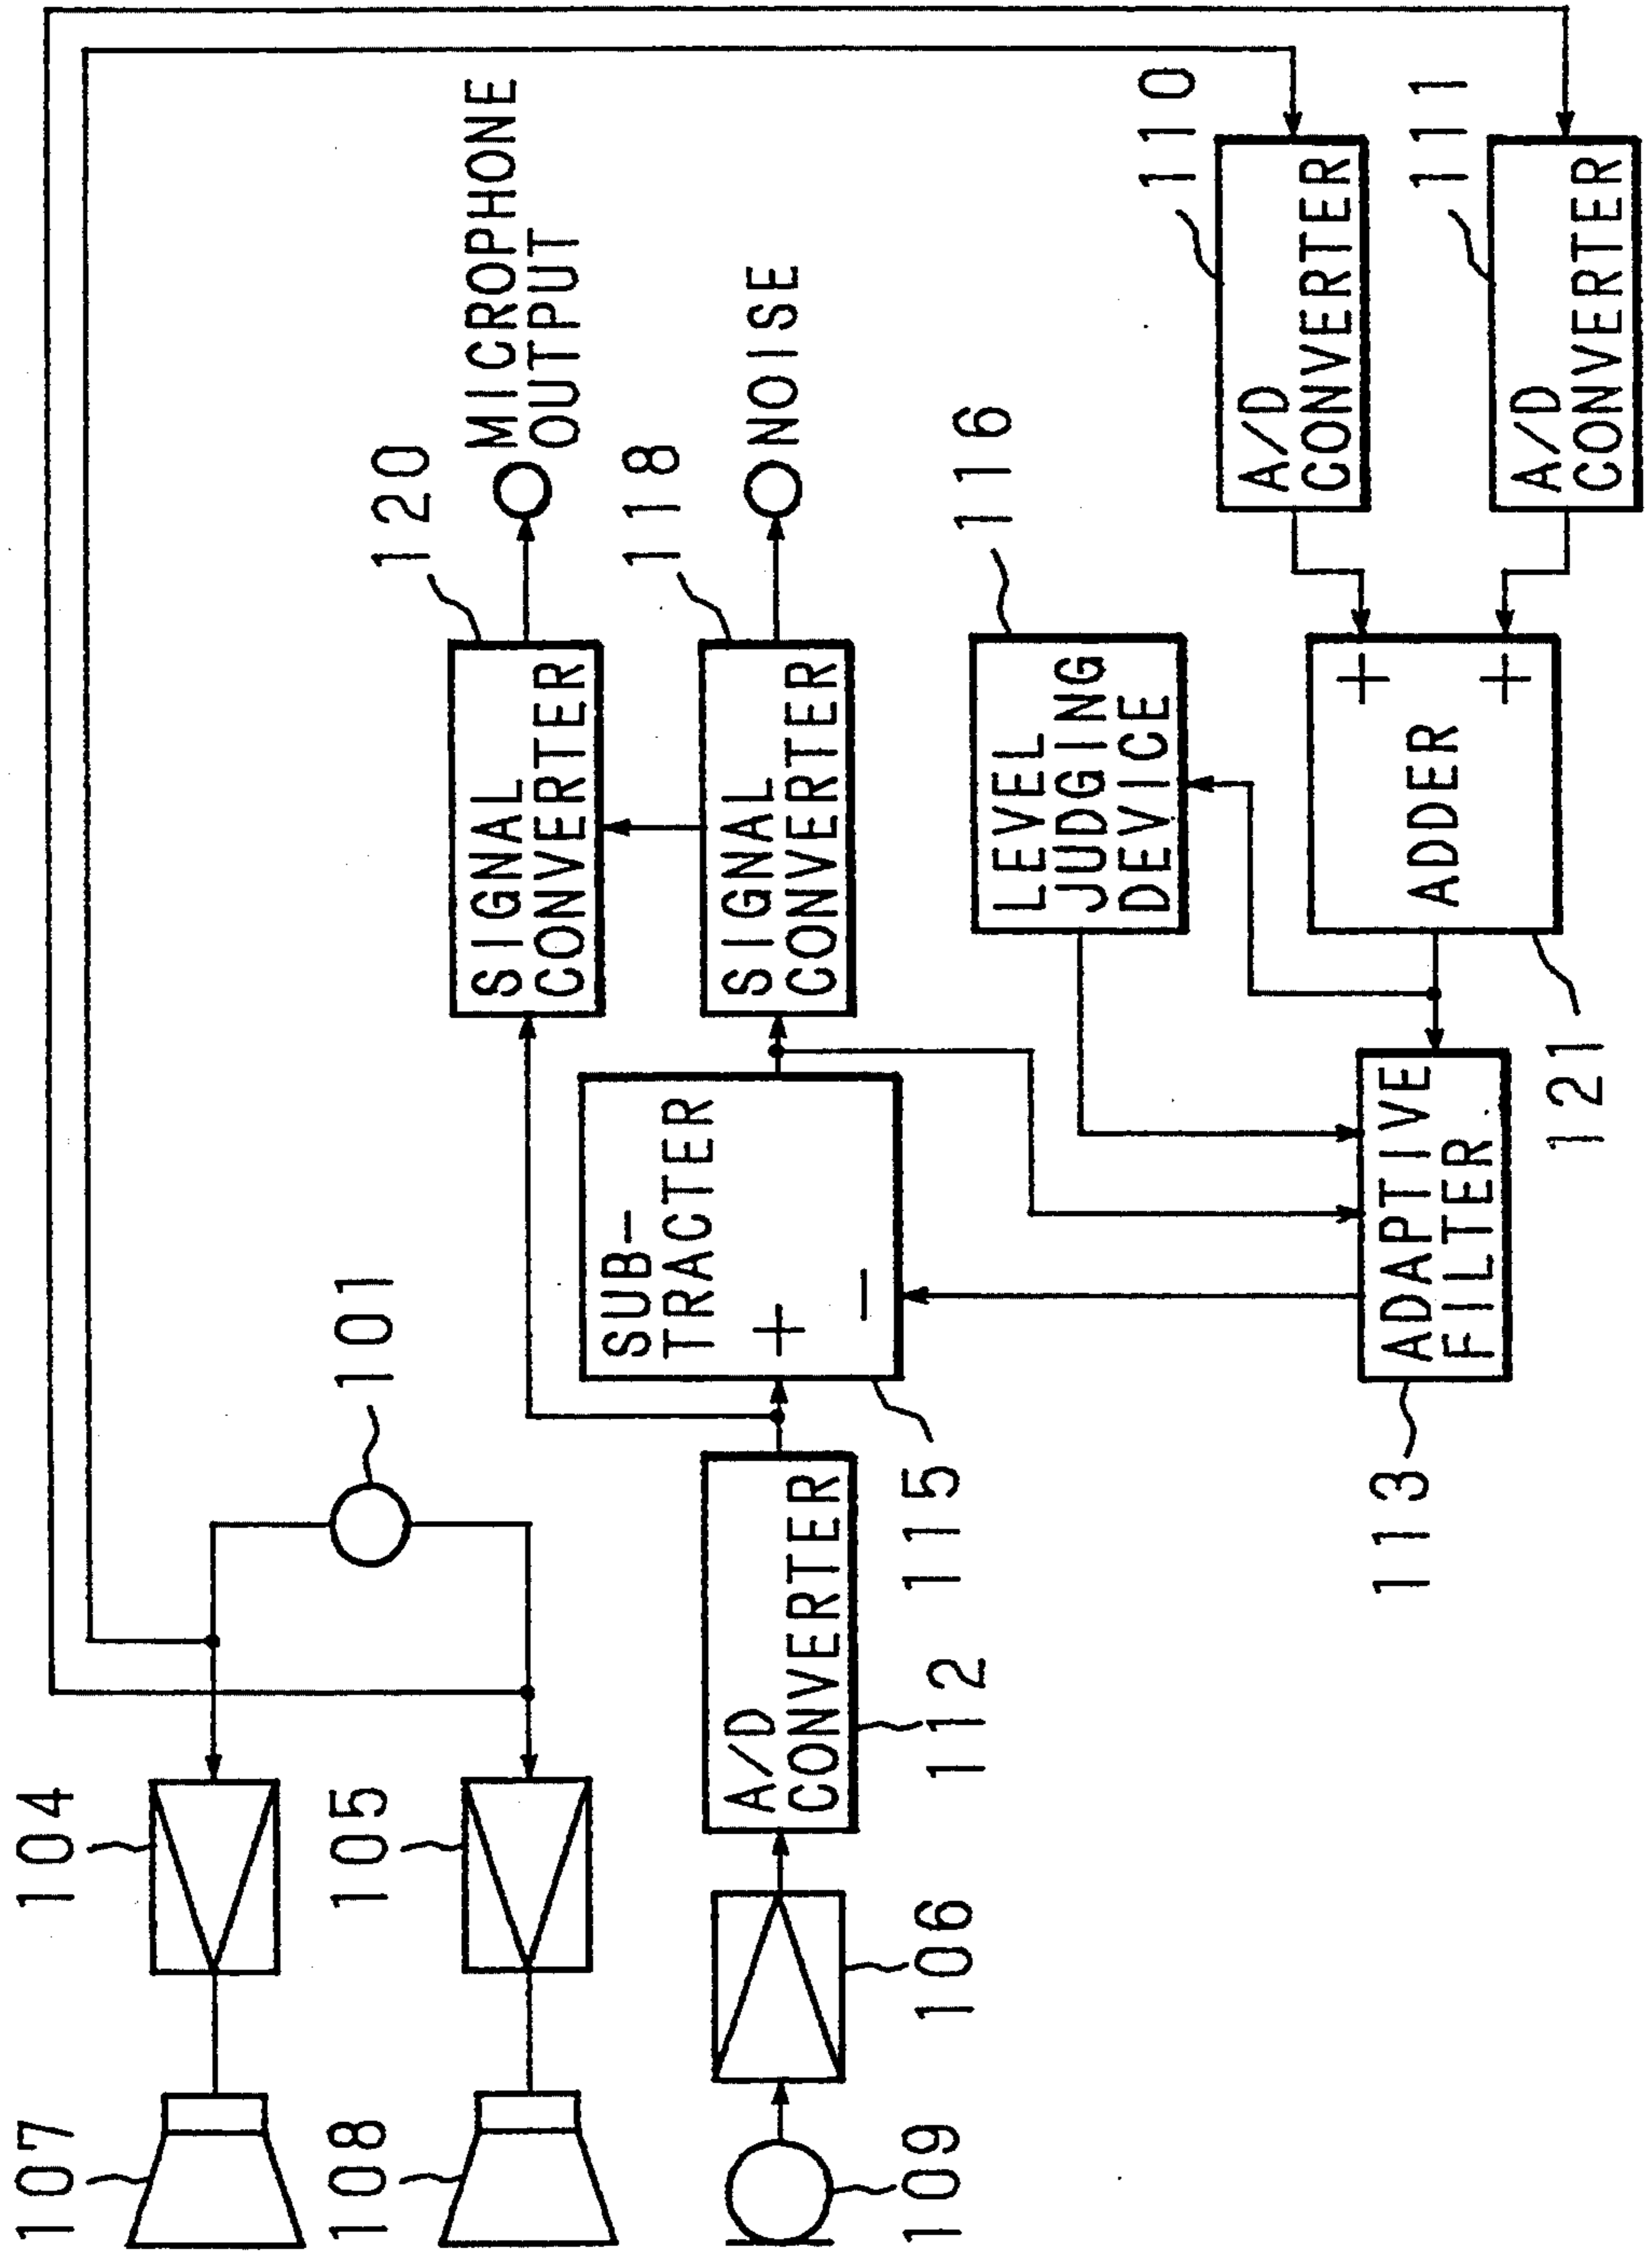 107
104
101
108
105
120
MICROPHONE
OUTPUT
SIGNAL
CONVERTER
118
NOISE
SIGNAL
CONVERTER
SUB-
TRACTER
+
−
109
106
112
A/D
CONVERTER
115
116
LEVEL
JUDGING
DEVICE
110
A/D
CONVERTER
111
A/D
CONVERTER
+
+
ADDER
121
113
ADAPTIVE
FILTER